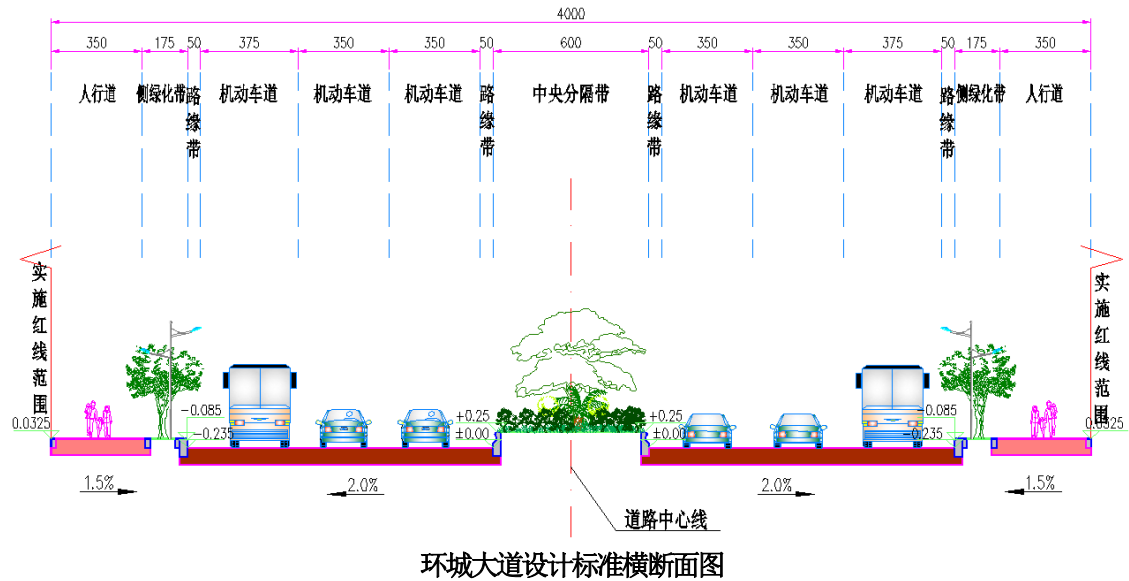 4000
350 175 50 375 350 350 50 600 50 350 350 375 50 175 350
人行道 侧绿化带 路缘带 机动车道 机动车道 机动车道 路缘带 中央分隔带 路缘带 机动车道 机动车道 机动车道 路缘带 侧绿化带 人行道
实施红线范围
实施红线范围
0.0325
-0.085
-0.235
+0.25
±0.00
+0.25
±0.00
-0.085
-0.235
0.0325
1.5% 2.0% 2.0% 1.5%
道路中心线
环城大道设计标准横断面图